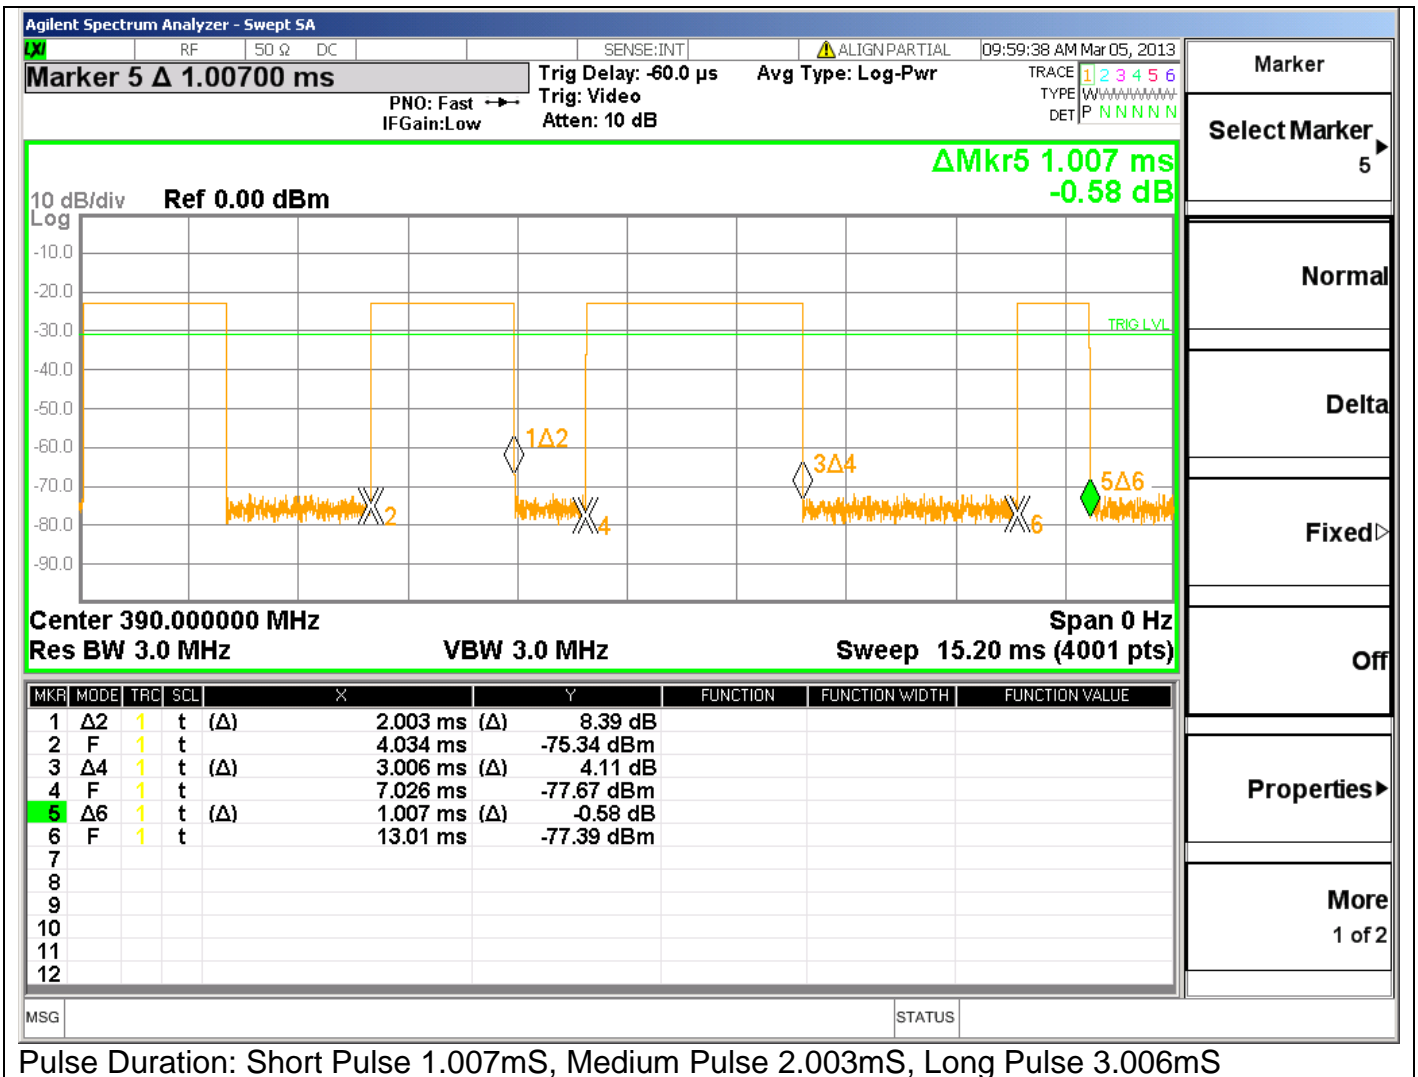 Agilent Spectrum Analyzer - Swept SA
LXI RF 50 Ω DC SENSE:INT ALIGN PARTIAL 09:59:38 AM Mar 05, 2013
Marker 5 Δ 1.00700 ms
PNO: Fast
IFGain:Low
Trig Delay: -60.0 µs
Trig: Video
Atten: 10 dB
Avg Type: Log-Pwr
TRACE 1 2 3 4 5 6
TYPE W W W W W W
DET P N N N N N
ΔMkr5 1.007 ms
-0.58 dB
10 dB/div Ref 0.00 dBm
Log
-10.0
-20.0
-30.0
TRIG LVL
-40.0
-50.0
-60.0
1Δ2
3Δ4
-70.0
5Δ6
2
4
6
-80.0
-90.0
Center 390.000000 MHz Span 0 Hz
Res BW 3.0 MHz VBW 3.0 MHz Sweep 15.20 ms (4001 pts)
MKR MODE TRC SCL X Y FUNCTION FUNCTION WIDTH FUNCTION VALUE
1 Δ2 1 t (Δ) 2.003 ms (Δ) 8.39 dB
2 F 1 t 4.034 ms -75.34 dBm
3 Δ4 1 t (Δ) 3.006 ms (Δ) 4.11 dB
4 F 1 t 7.026 ms -77.67 dBm
5 Δ6 1 t (Δ) 1.007 ms (Δ) -0.58 dB
6 F 1 t 13.01 ms -77.39 dBm
7
8
9
10
11
12
MSG STATUS
Marker
Select Marker
5
Normal
Delta
Fixed
Off
Properties
More
1 of 2
Pulse Duration: Short Pulse 1.007mS, Medium Pulse 2.003mS, Long Pulse 3.006mS